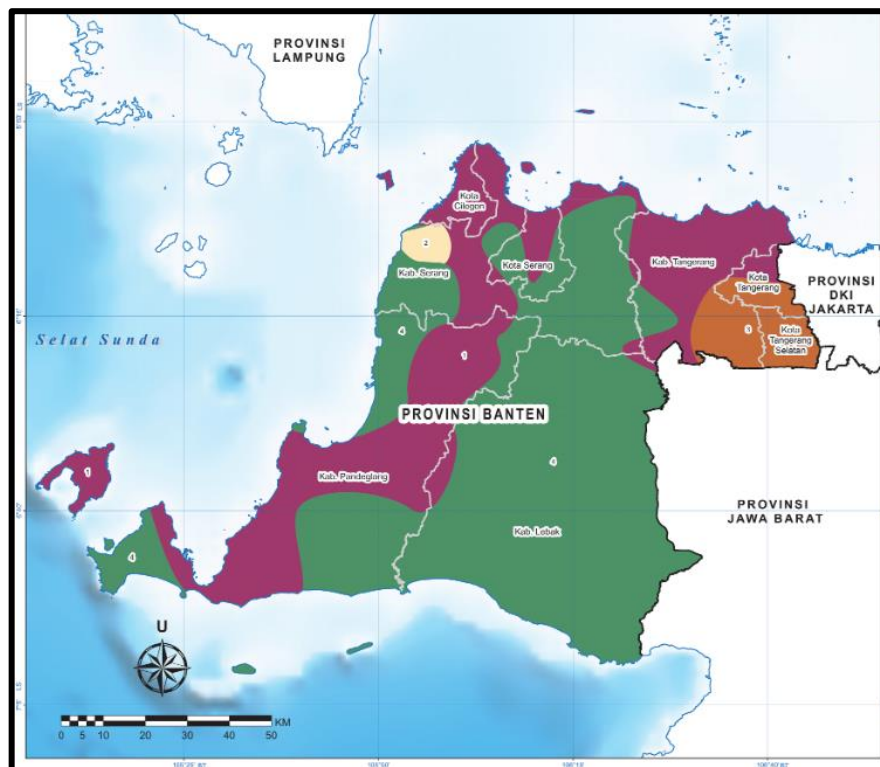 PROVINSI
LAMPUNG
Kota
Cilogon
2
Kab. Serang
Kota Serang
Kab. Tangerang
Kota
Tangerang
PROVINSI
DKI
JAKARTA
Selat Sunda
4
3
Kota
Tangerang
Selatan
1
PROVINSI BANTEN
4
1
Kab. Pandeglang
Kab. Lebak
PROVINSI
JAWA BARAT
4
U
KM
0 5 10 20 30 40 50